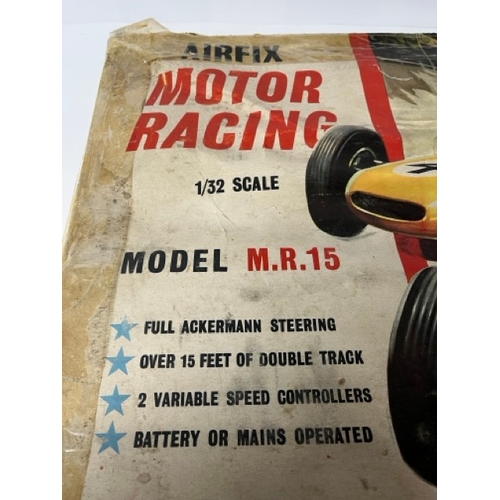 AIRFIX
MOTOR
RACING
1/32 SCALE
MODEL M.R.15
FULL ACKERMANN STEERING
OVER 15 FEET OF DOUBLE TRACK
2 VARIABLE SPEED CONTROLLERS
BATTERY OR MAINS OPERATED